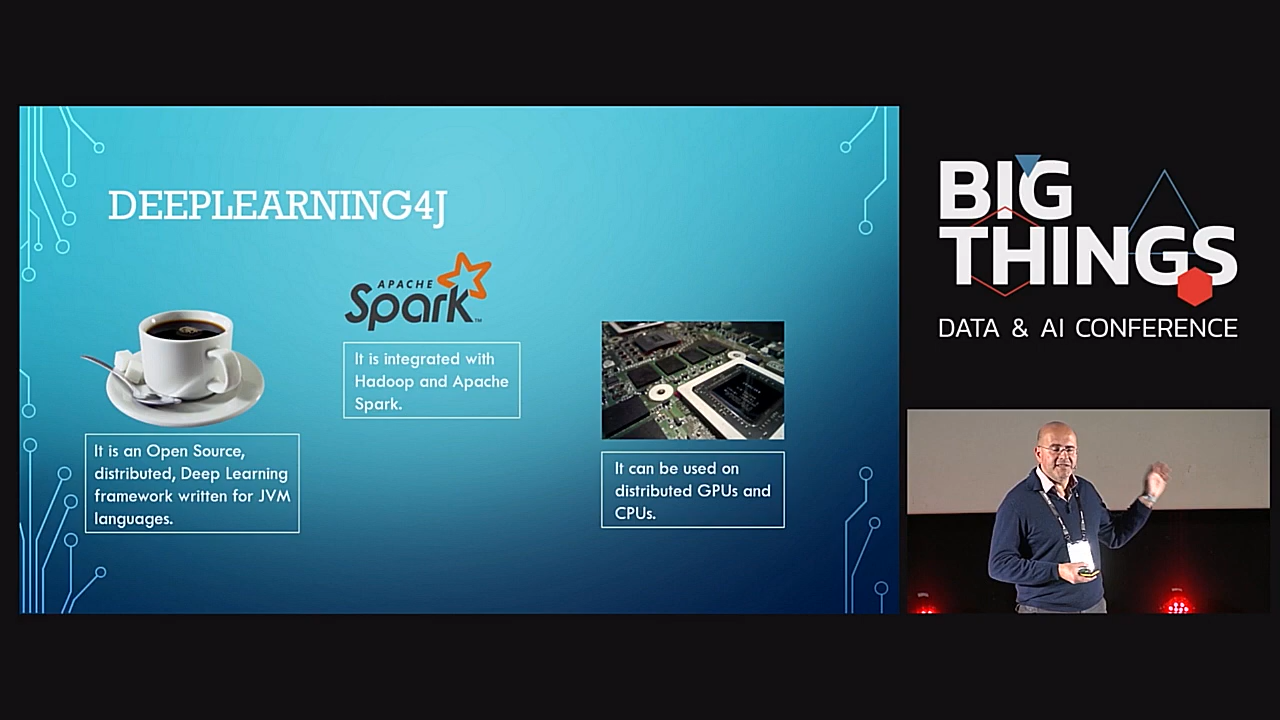 DEEPLEARNING4J
APACHE
Spark™
It is integrated with
Hadoop and Apache
Spark.
It is an Open Source,
distributed, Deep Learning
framework written for JVM
languages.
It can be used on
distributed GPUs and
CPUs.
BIG
THINGS
DATA & AI CONFERENCE